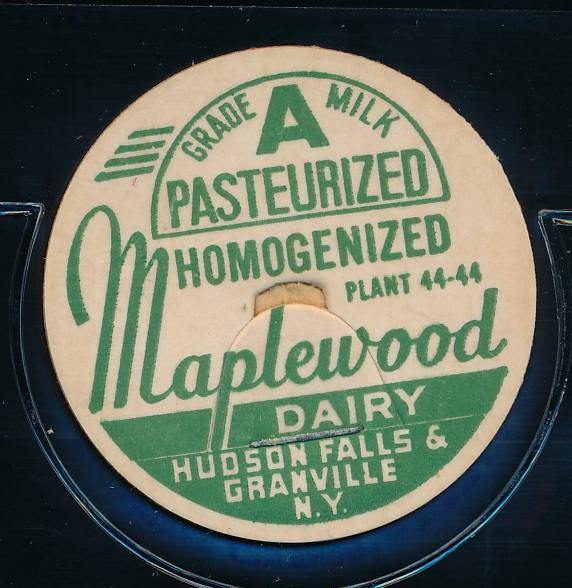 GRADE A MILK
PASTEURIZED
HOMOGENIZED
PLANT 44-44
Maplewood
DAIRY
HUDSON FALLS &
GRANVILLE
N.Y.